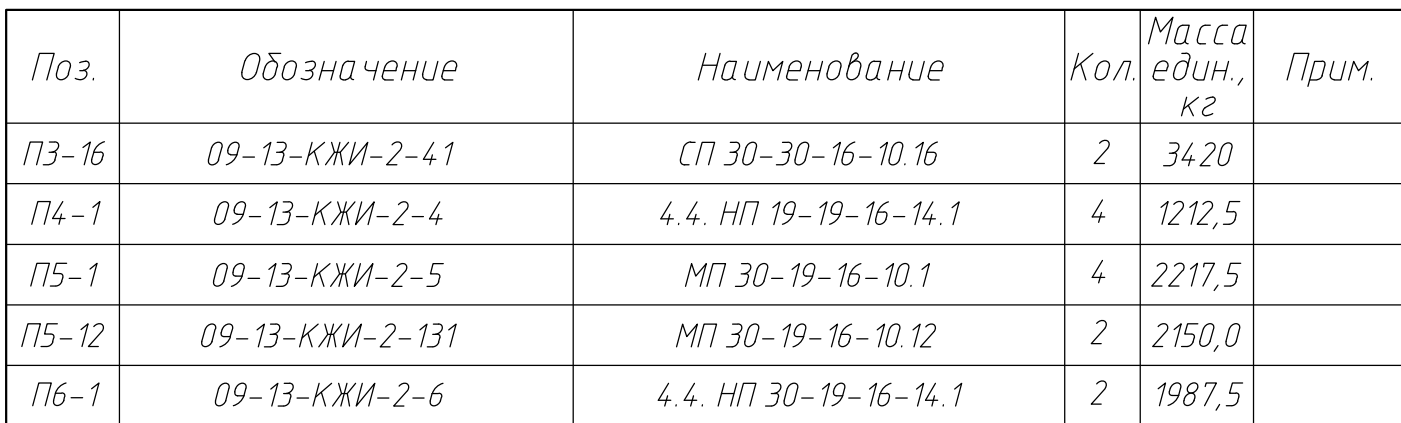 Поз. Обозначение Наименование Кол. Масса един., кг Прим.
П3-16 09-13-КЖИ-2-41 СП 30-30-16-10.16 2 3420
П4-1 09-13-КЖИ-2-4 4.4. НП 19-19-16-14.1 4 1212,5
П5-1 09-13-КЖИ-2-5 МП 30-19-16-10.1 4 2217,5
П5-12 09-13-КЖИ-2-131 МП 30-19-16-10.12 2 2150,0
П6-1 09-13-КЖИ-2-6 4.4. НП 30-19-16-14.1 2 1987,5